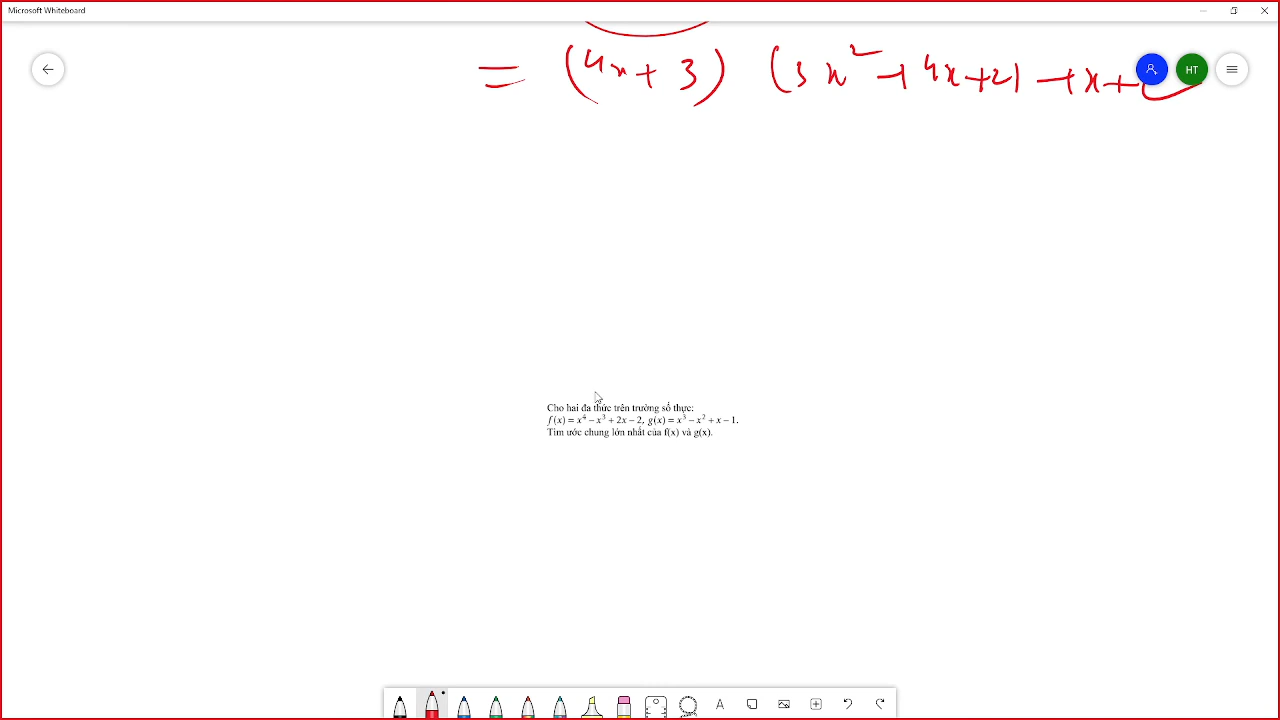 Microsoft Whiteboard
= (4x + 3) (3x² + 4x + 2) + x +
HT
Cho hai đa thức trên trường số thực:
f(x) = x⁴ − x³ + 2x − 2, g(x) = x³ − x² + x − 1.
Tìm ước chung lớn nhất của f(x) và g(x).
A